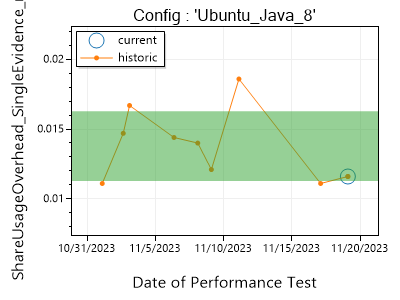 Config : 'Ubuntu_Java_8'
current
historic
ShareUsageOverhead_SingleEvidence_
0.02
0.015
0.01
10/31/2023
11/5/2023
11/10/2023
11/15/2023
11/20/2023
Date of Performance Test